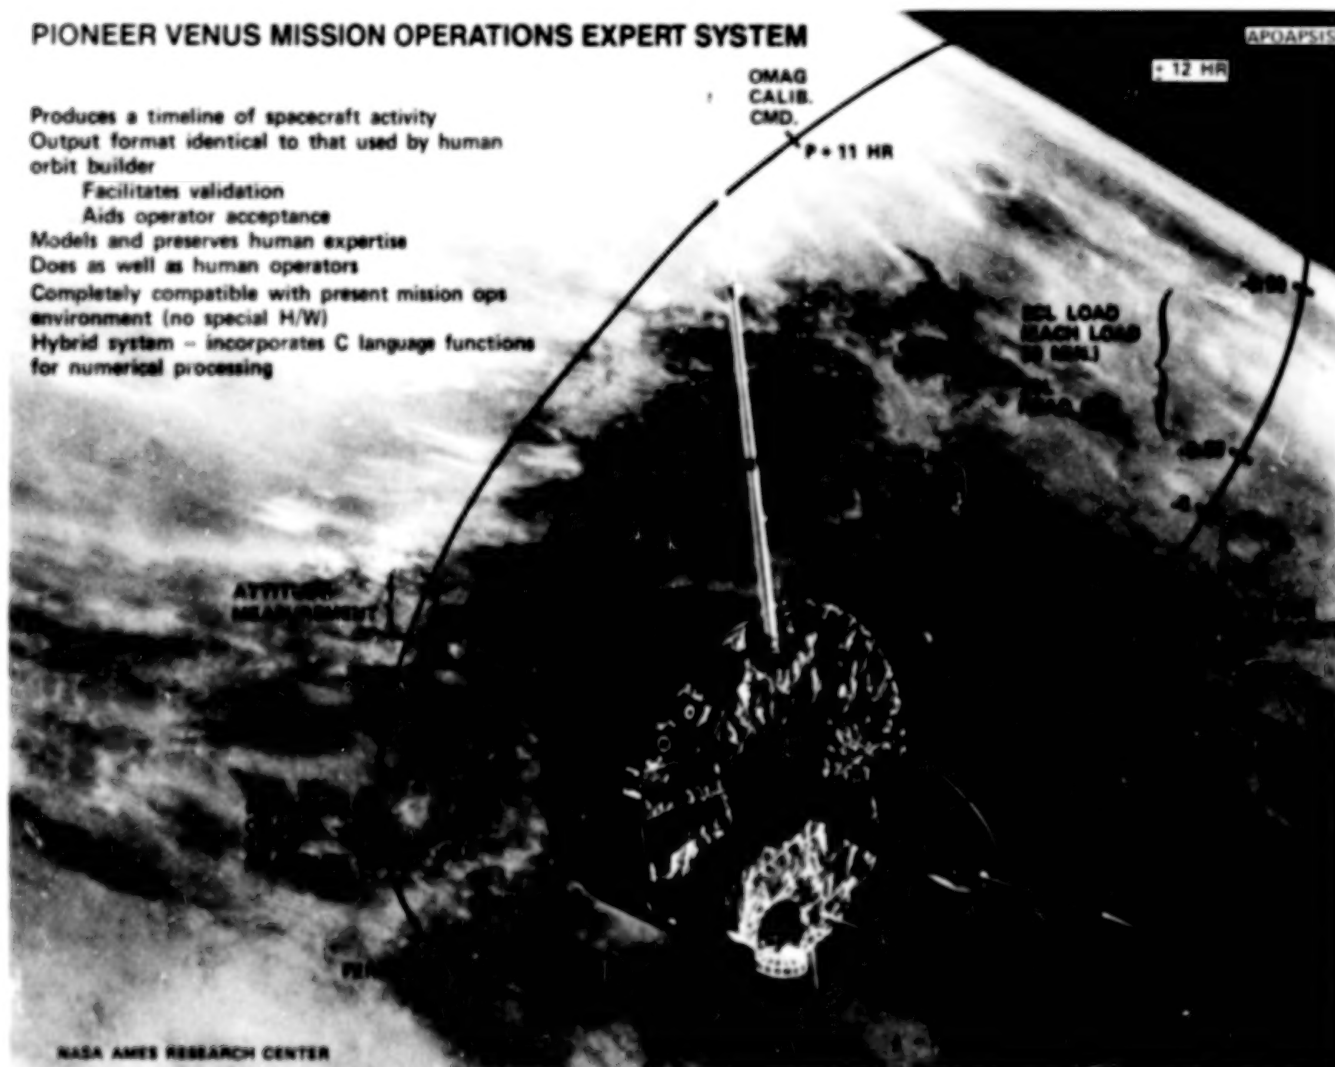 PIONEER VENUS MISSION OPERATIONS EXPERT SYSTEM
APOAPSIS
12 HR
OMAG
CALIB.
CMD.
P + 11 HR
Produces a timeline of spacecraft activity
Output format identical to that used by human
orbit builder
Facilitates validation
Aids operator acceptance
Models and preserves human expertise
Does as well as human operators
Completely compatible with present mission ops
environment (no special H/W)
Hybrid system – incorporates C language functions
for numerical processing
LOAD
LOAD
MEASUREMENT
NASA AMES RESEARCH CENTER